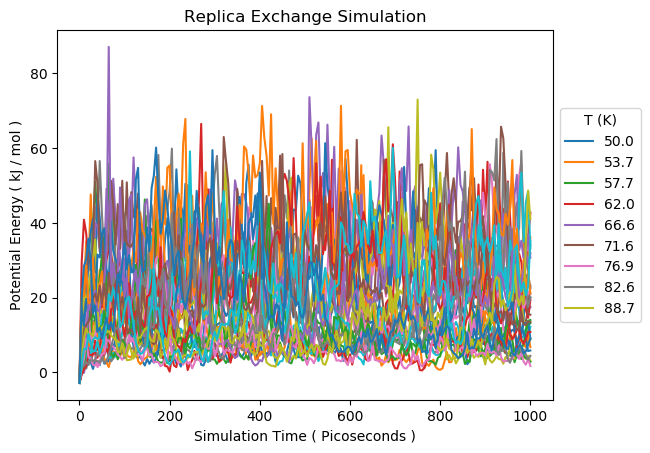 Replica Exchange Simulation
Potential Energy ( kJ / mol )
80
60
40
20
0
0 200 400 600 800 1000
Simulation Time ( Picoseconds )
T (K)
50.0
53.7
57.7
62.0
66.6
71.6
76.9
82.6
88.7